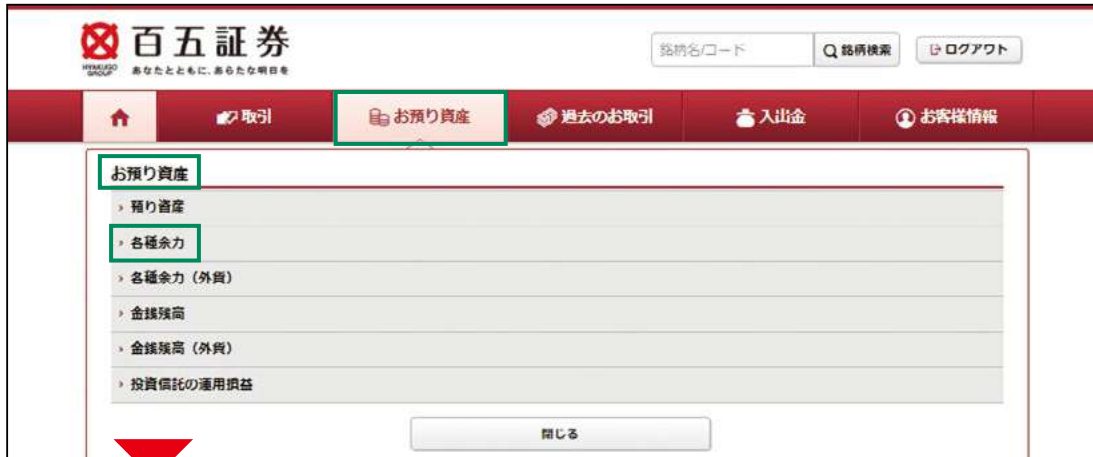 百五証券
HYAKUGO GROUP あなたとともに、あらたな明日を
銘柄名/コード
銘柄検索
ログアウト
取引
お預り資産
過去のお取引
入出金
お客様情報
お預り資産
預り資産
各種余力
各種余力（外貨）
金銭残高
金銭残高（外貨）
投資信託の運用損益
閉じる